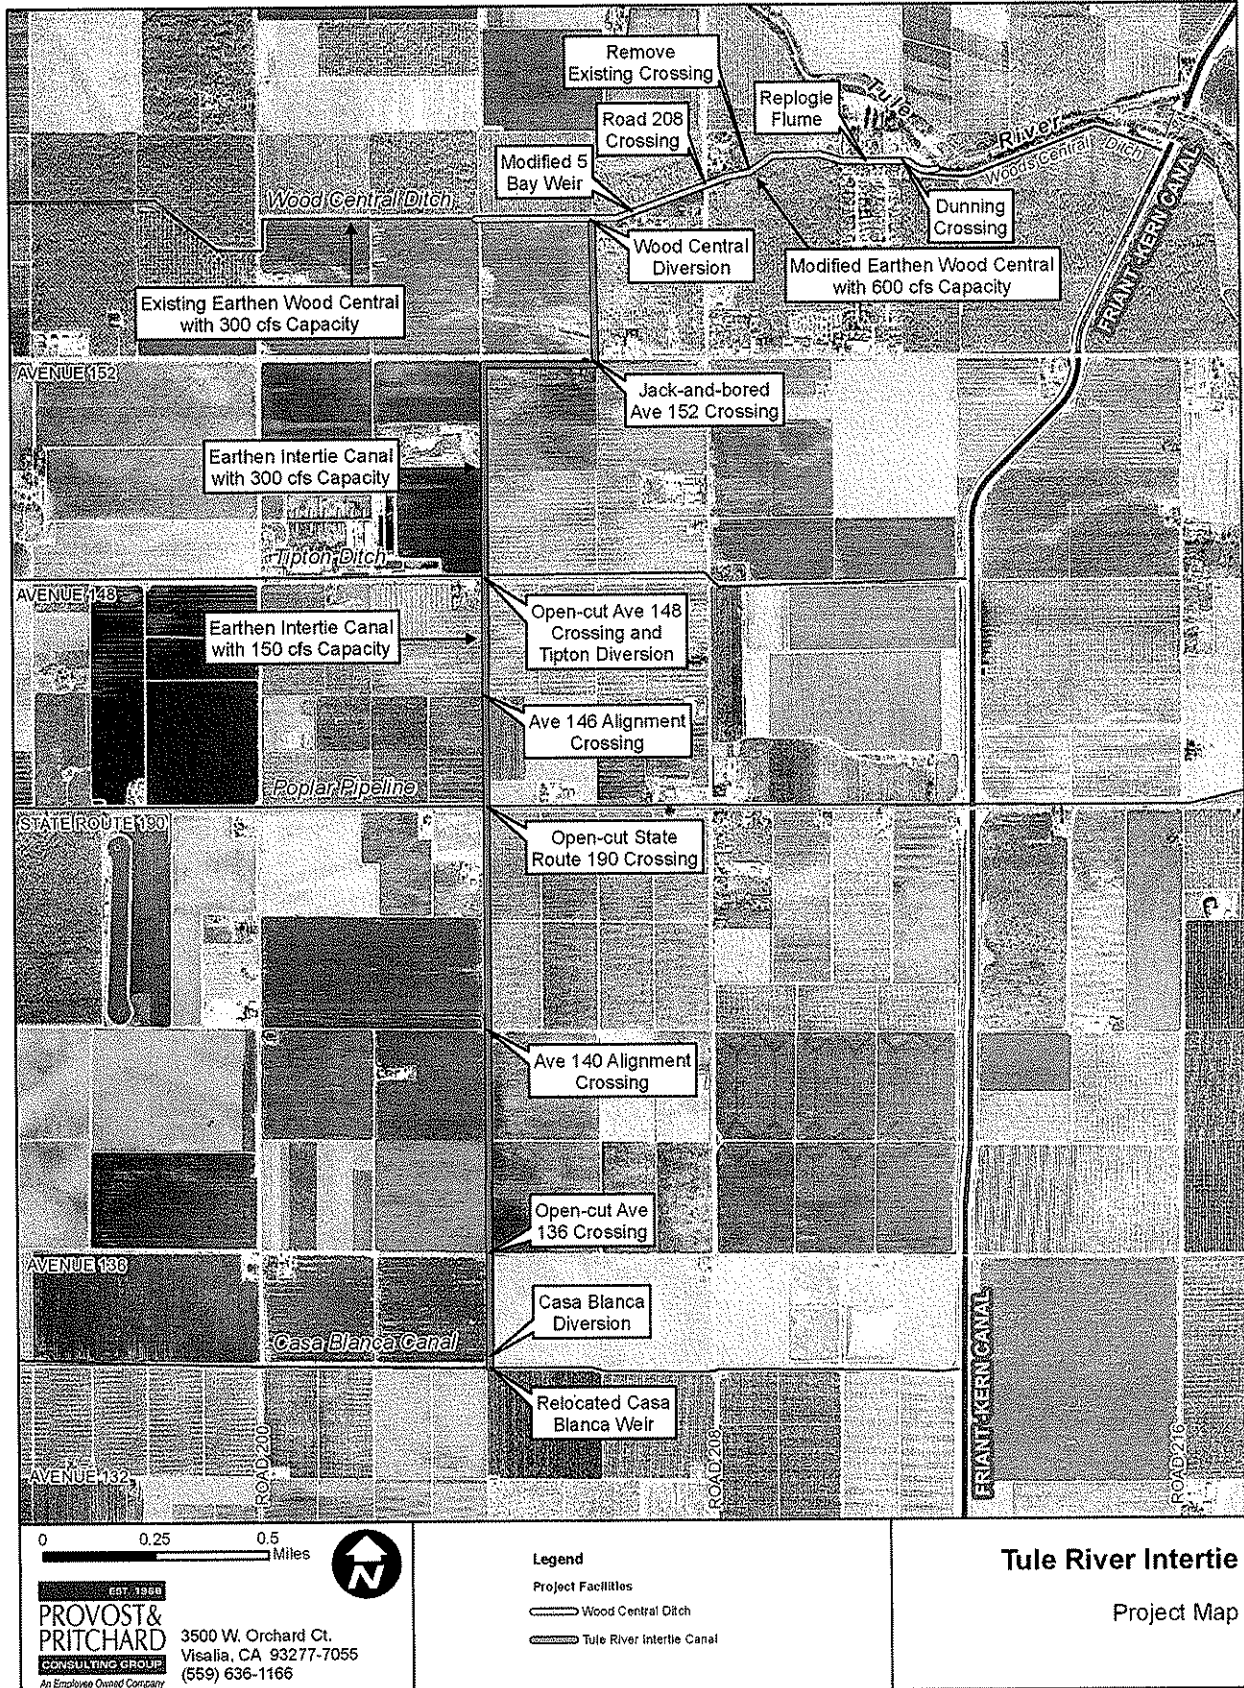 Remove
Existing Crossing
Replogle
Flume
Tule
River
Road 208
Crossing
Woods Central Ditch
Modified 5
Bay Weir
Wood Central Ditch
Dunning
Crossing
Wood Central
Diversion
Modified Earthen Wood Central
with 600 cfs Capacity
FRIANT-KERN CANAL
Existing Earthen Wood Central
with 300 cfs Capacity
AVENUE 152
Jack-and-bored
Ave 152 Crossing
Earthen Intertie Canal
with 300 cfs Capacity
Tipton Ditch
AVENUE 148
Open-cut Ave 148
Crossing and
Tipton Diversion
Earthen Intertie Canal
with 150 cfs Capacity
Ave 146 Alignment
Crossing
Poplar Pipeline
STATE ROUTE 190
Open-cut State
Route 190 Crossing
Ave 140 Alignment
Crossing
Open-cut Ave
136 Crossing
AVENUE 136
Casa Blanca
Diversion
Casa Blanca Canal
Relocated Casa
Blanca Weir
FRIANT-KERN CANAL
ROAD 200
ROAD 208
ROAD 216
AVENUE 132
0 0.25 0.5
Miles
N
EST. 1968
PROVOST&
PRITCHARD
CONSULTING GROUP
An Employee Owned Company
3500 W. Orchard Ct.
Visalia, CA 93277-7055
(559) 636-1166
Legend
Project Facilities
Wood Central Ditch
Tule River Intertie Canal
Tule River Intertie
Project Map